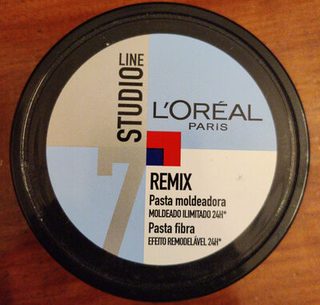 STUDIO LINE
L'ORÉAL
PARIS
7
REMIX
Pasta moldeadora
MOLDEADO ILIMITADO 24H*
Pasta fibra
EFEITO REMODELÁVEL 24H*